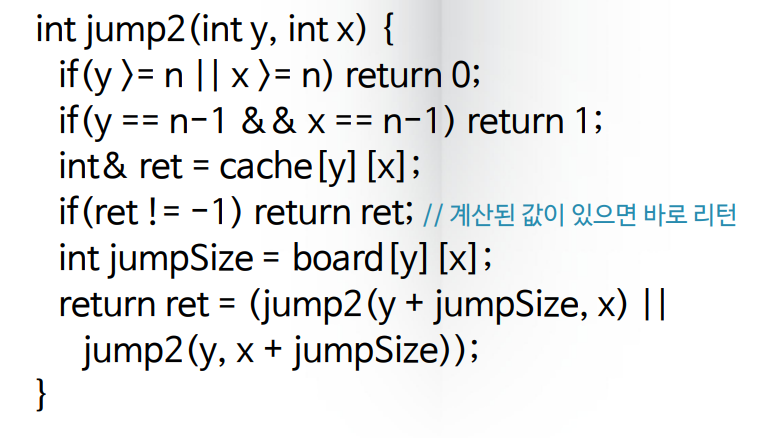 int jump2(int y, int x) {
if(y >= n || x >= n) return 0;
if(y == n-1 && x == n-1) return 1;
int& ret = cache[y][x];
if(ret != -1) return ret; // 계산된 값이 있으면 바로 리턴
int jumpSize = board[y][x];
return ret = (jump2(y + jumpSize, x) ||
jump2(y, x + jumpSize));
}